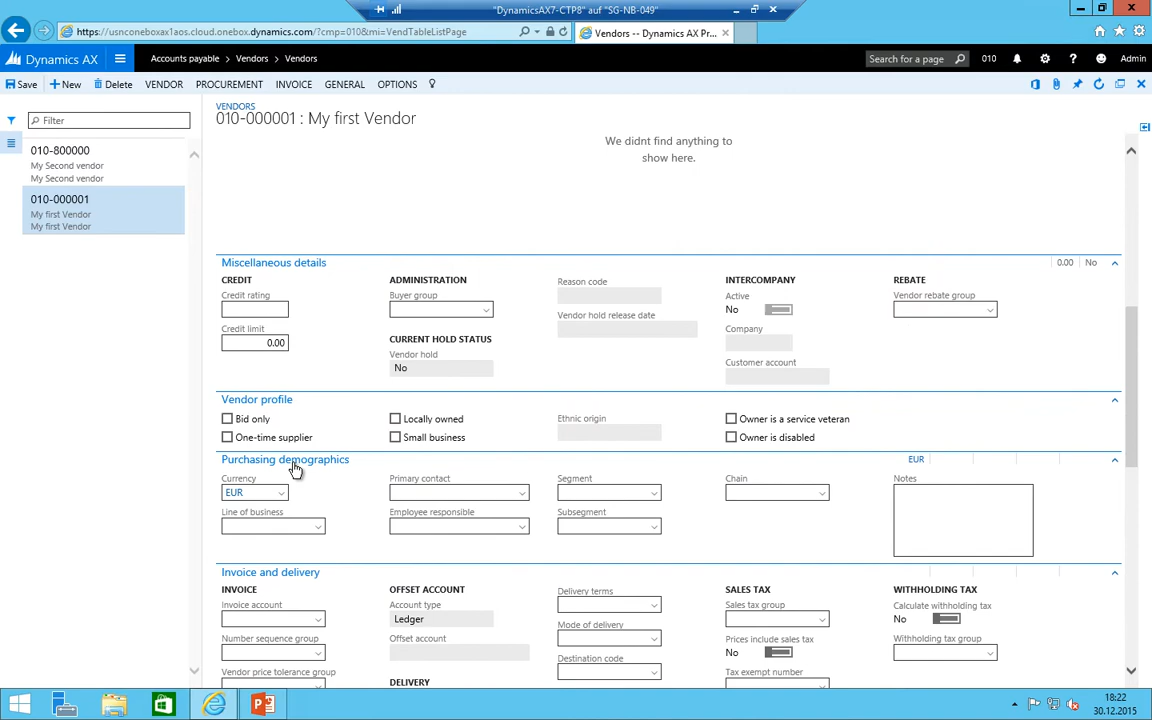 "DynamicsAX7-CTP8" auf "SG-NB-049"
https://usnconeboxax1aos.cloud.onebox.dynamics.com/?cmp=010&mi=VendTableListPage
Vendors -- Dynamics AX Pr...
Dynamics AX
Accounts payable > Vendors > Vendors
Search for a page
010
Admin
Save
New
Delete
VENDOR
PROCUREMENT
INVOICE
GENERAL
OPTIONS
Filter
010-800000
My Second vendor
My Second vendor
010-000001
My first Vendor
My first Vendor
VENDORS
010-000001 : My first Vendor
We didnt find anything to
show here.
Miscellaneous details
0.00 No
CREDIT
Credit rating
Credit limit
0.00
ADMINISTRATION
Buyer group
CURRENT HOLD STATUS
Vendor hold
No
Reason code
Vendor hold release date
INTERCOMPANY
Active
No
Company
Customer account
REBATE
Vendor rebate group
Vendor profile
Bid only
One-time supplier
Locally owned
Small business
Ethnic origin
Owner is a service veteran
Owner is disabled
Purchasing demographics
EUR
Currency
EUR
Line of business
Primary contact
Employee responsible
Segment
Subsegment
Chain
Notes
Invoice and delivery
INVOICE
Invoice account
Number sequence group
Vendor price tolerance group
OFFSET ACCOUNT
Account type
Ledger
Offset account
DELIVERY
Delivery terms
Mode of delivery
Destination code
SALES TAX
Sales tax group
Prices include sales tax
No
Tax exempt number
WITHHOLDING TAX
Calculate withholding tax
No
Withholding tax group
18:22
30.12.2015